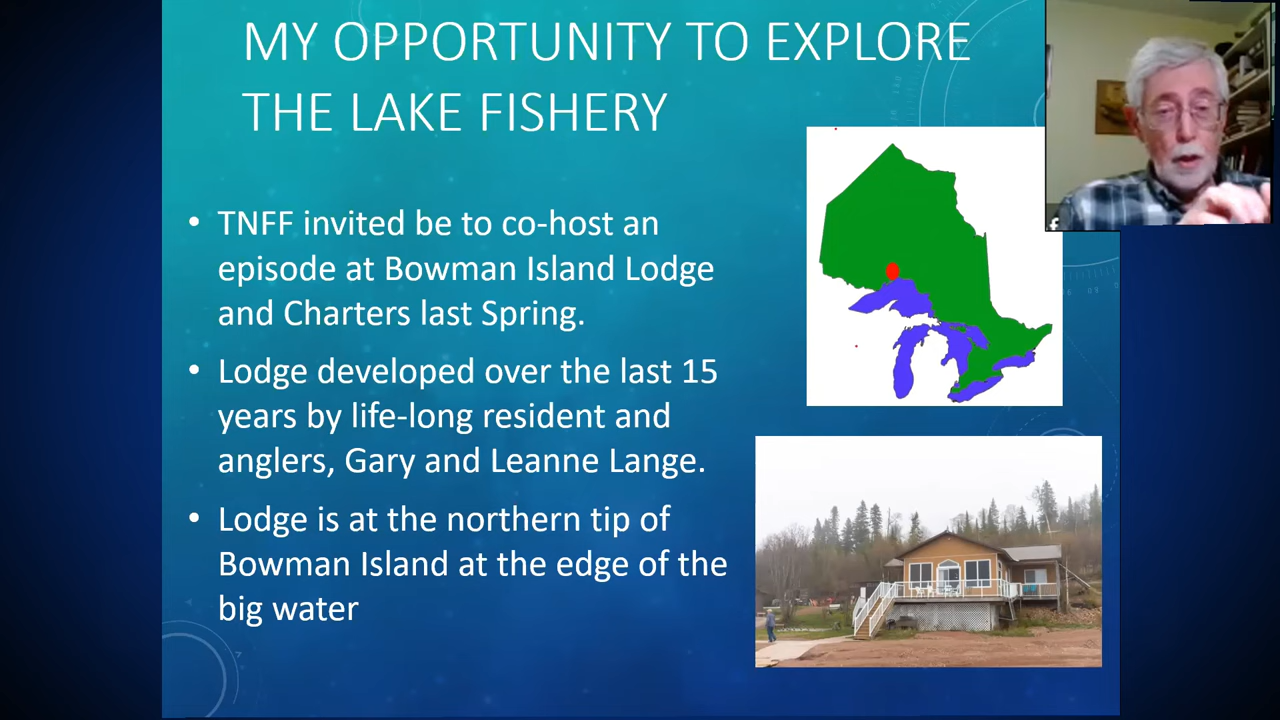 MY OPPORTUNITY TO EXPLORE
THE LAKE FISHERY
• TNFF invited be to co-host an
episode at Bowman Island Lodge
and Charters last Spring.
• Lodge developed over the last 15
years by life-long resident and
anglers, Gary and Leanne Lange.
• Lodge is at the northern tip of
Bowman Island at the edge of the
big water